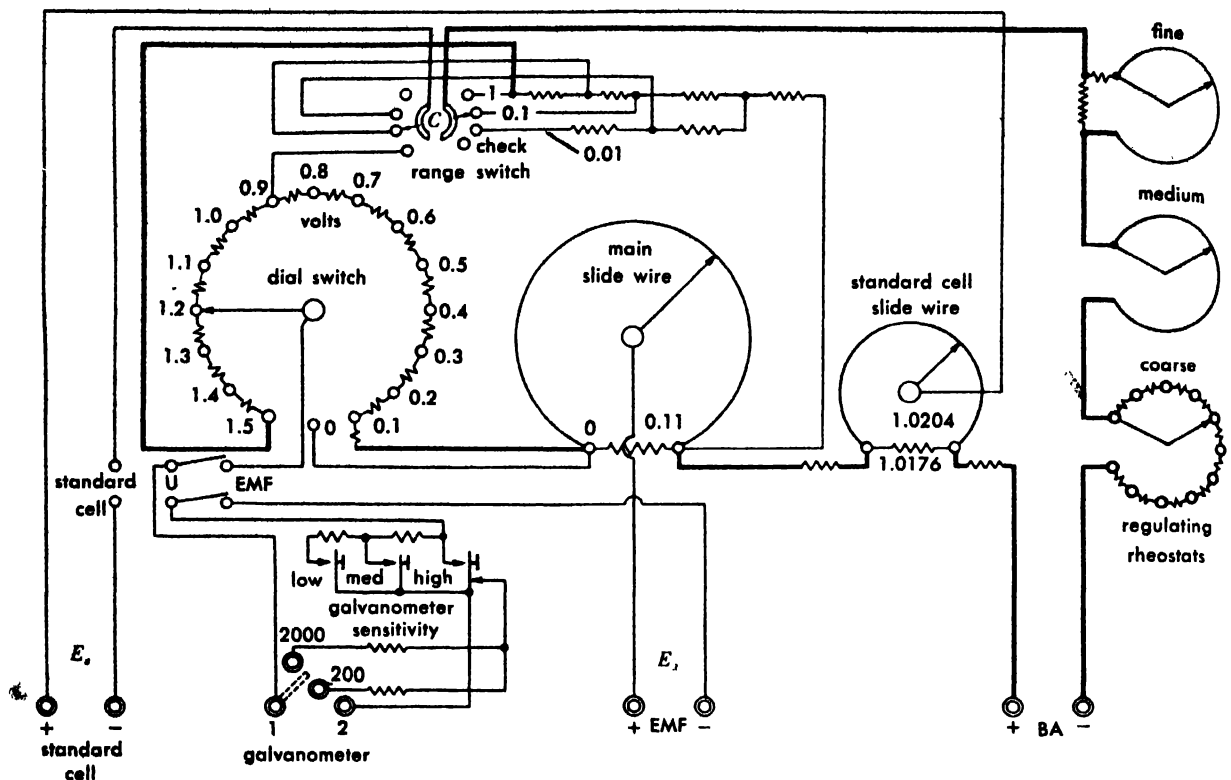 fine
1
C
0.1
check
0.01
range switch
0.9
0.8
0.7
1.0
volts
0.6
medium
1.1
0.5
main
slide wire
dial switch
standard cell
slide wire
1.2
0.4
1.3
0.3
coarse
1.4
0.2
1.5
0
0.1
0
0.11
1.0204
1.0176
standard
cell
U
EMF
regulating
rheostats
low
med
high
galvanometer
sensitivity
2000
200
E
E
+
-
1
2
+ EMF -
+ BA -
standard
cell
galvanometer